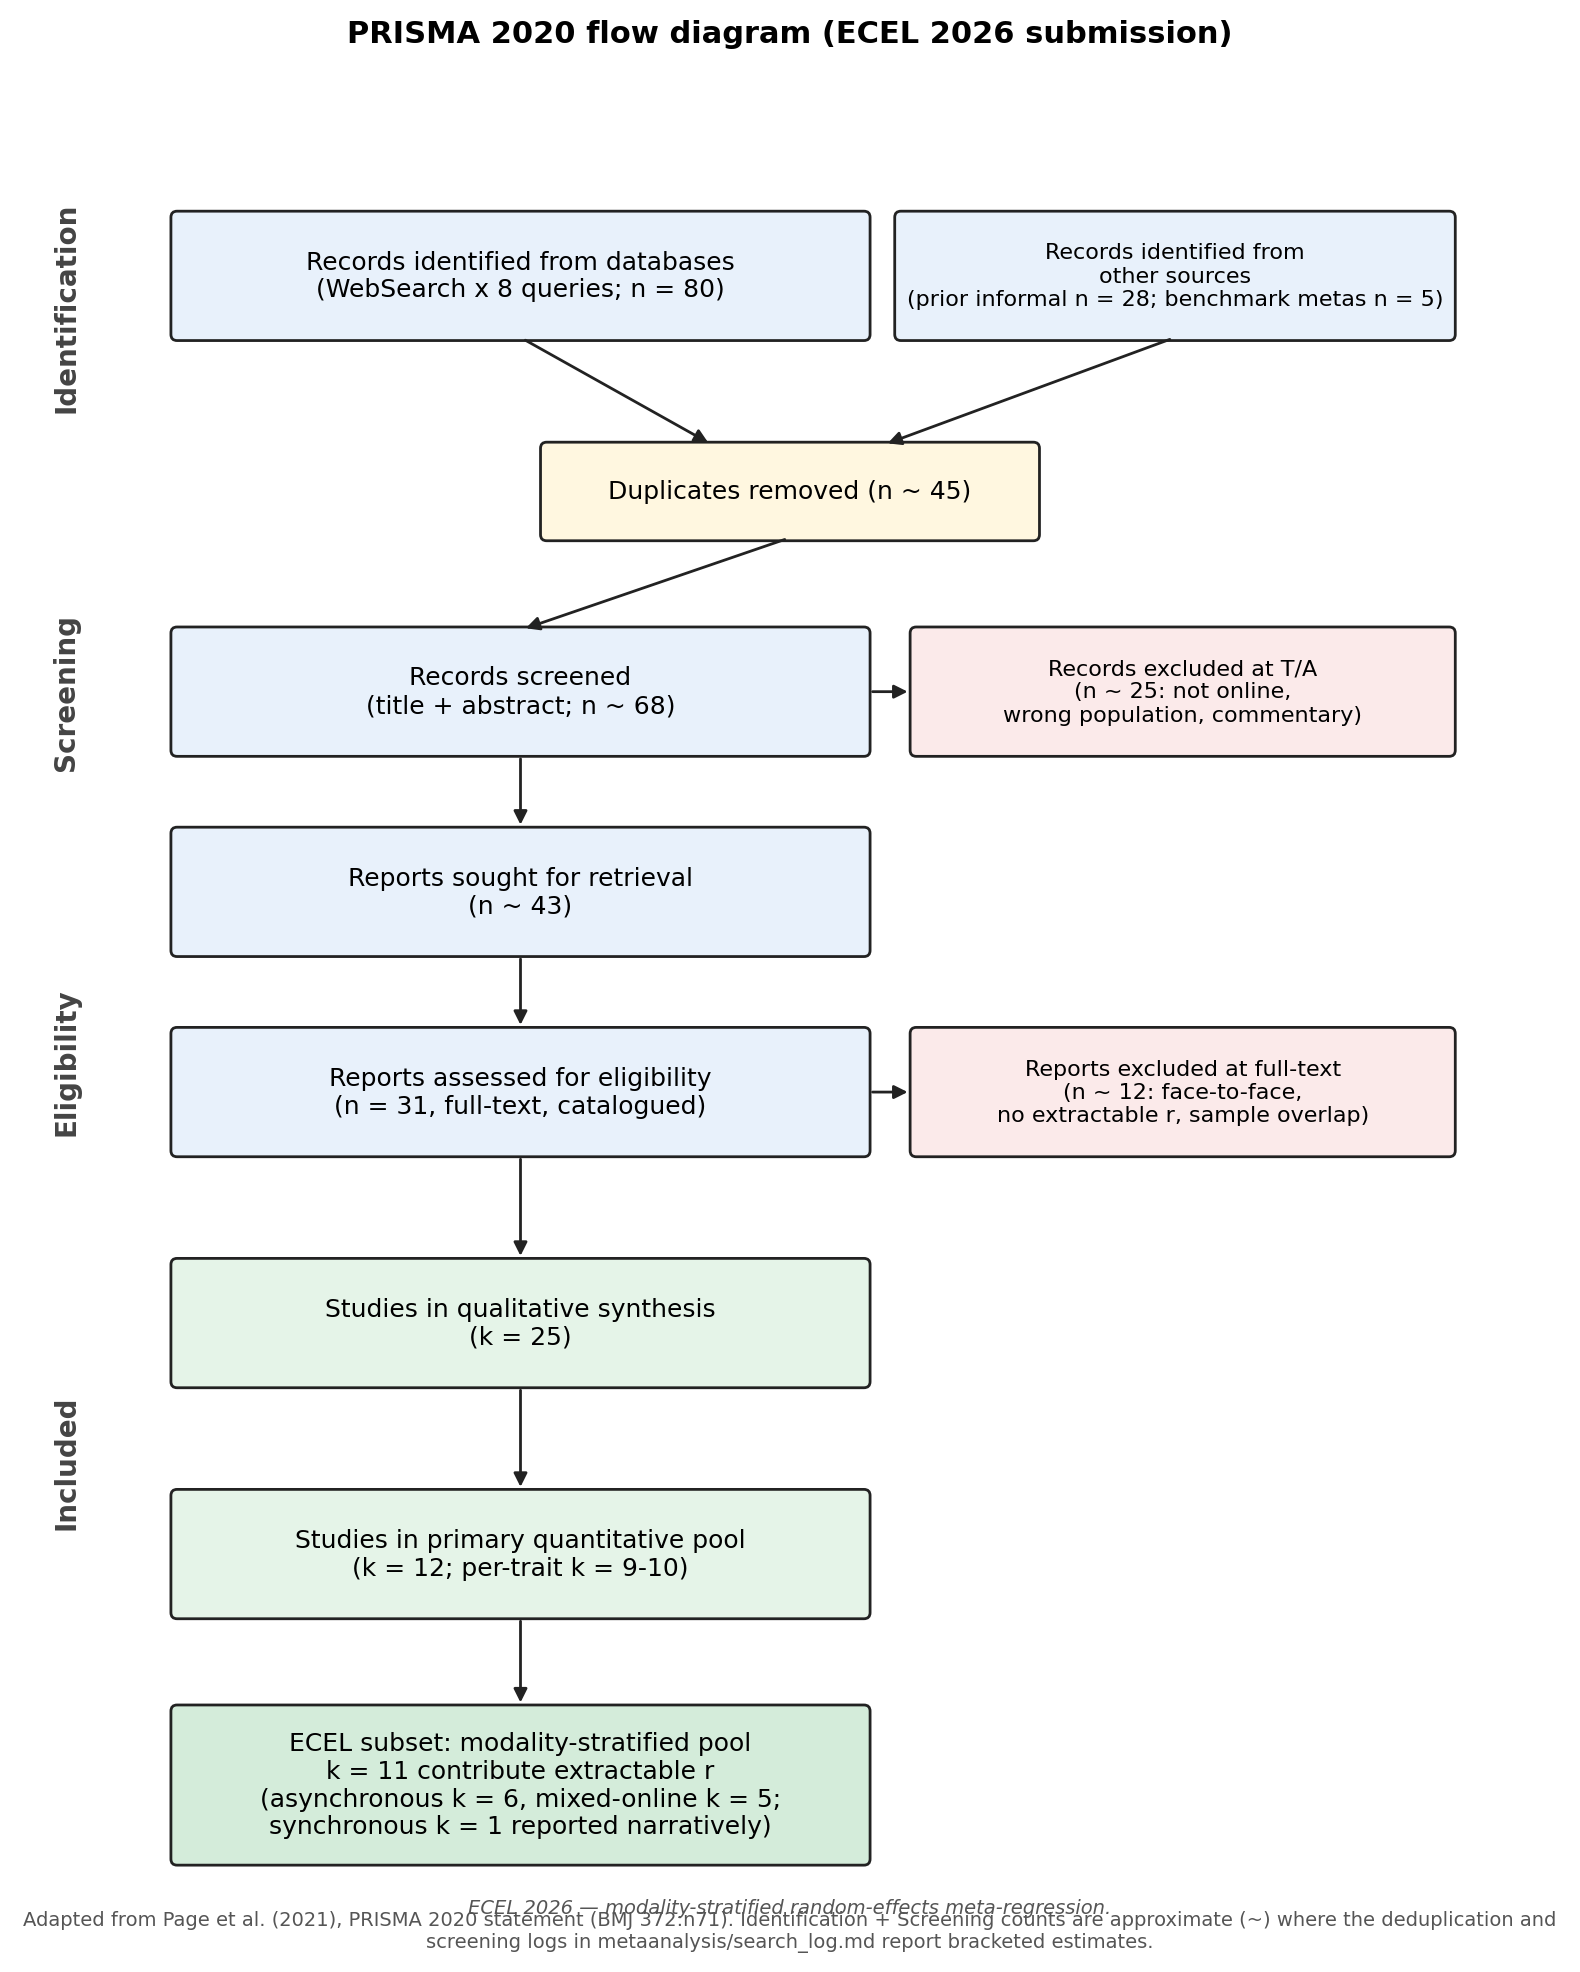 PRISMA 2020 flow diagram (ECEL 2026 submission)
Identification
Records identified from databases
(WebSearch x 8 queries; n = 80)
Records identified from
other sources
(prior informal n = 28; benchmark metas n = 5)
Duplicates removed (n ~ 45)
Screening
Records screened
(title + abstract; n ~ 68)
Records excluded at T/A
(n ~ 25: not online,
wrong population, commentary)
Reports sought for retrieval
(n ~ 43)
Eligibility
Reports assessed for eligibility
(n = 31, full-text, catalogued)
Reports excluded at full-text
(n ~ 12: face-to-face,
no extractable r, sample overlap)
Included
Studies in qualitative synthesis
(k = 25)
Studies in primary quantitative pool
(k = 12; per-trait k = 9-10)
ECEL subset: modality-stratified pool
k = 11 contribute extractable r
(asynchronous k = 6, mixed-online k = 5;
synchronous k = 1 reported narratively)
ECEL 2026 — modality-stratified random-effects meta-regression.
Adapted from Page et al. (2021), PRISMA 2020 statement (BMJ 372:n71). Identification + Screening counts are approximate (~) where the deduplication and
screening logs in metaanalysis/search_log.md report bracketed estimates.